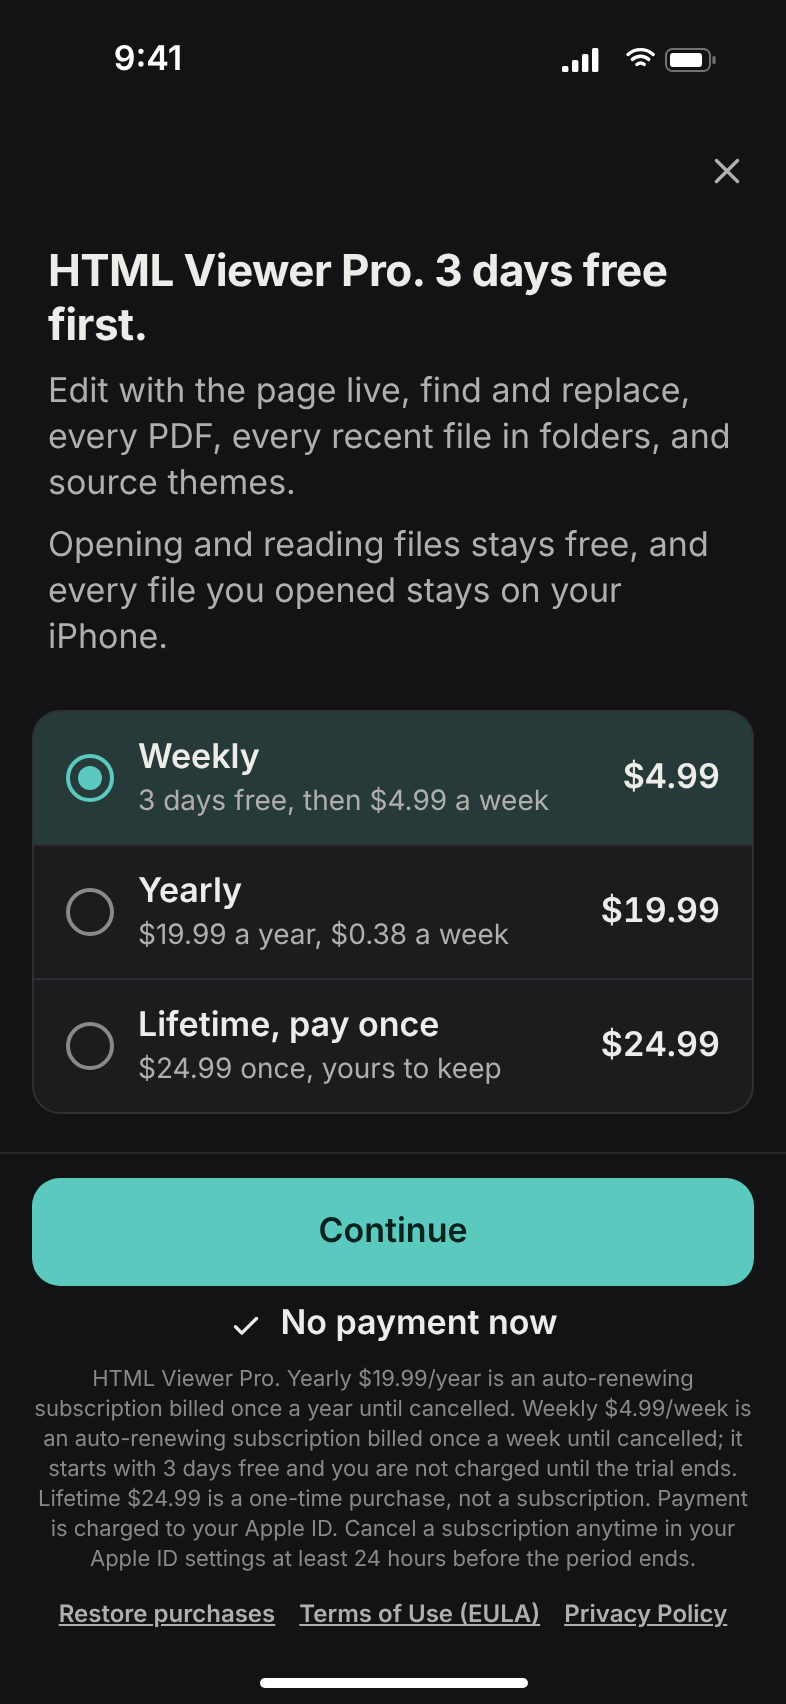 9:41
HTML Viewer Pro. 3 days free
first.
Edit with the page live, find and replace,
every PDF, every recent file in folders, and
source themes.
Opening and reading files stays free, and
every file you opened stays on your
iPhone.
Weekly
3 days free, then $4.99 a week
$4.99
Yearly
$19.99 a year, $0.38 a week
$19.99
Lifetime, pay once
$24.99 once, yours to keep
$24.99
Continue
No payment now
HTML Viewer Pro. Yearly $19.99/year is an auto-renewing
subscription billed once a year until cancelled. Weekly $4.99/week is
an auto-renewing subscription billed once a week until cancelled; it
starts with 3 days free and you are not charged until the trial ends.
Lifetime $24.99 is a one-time purchase, not a subscription. Payment
is charged to your Apple ID. Cancel a subscription anytime in your
Apple ID settings at least 24 hours before the period ends.
Restore purchases Terms of Use (EULA) Privacy Policy